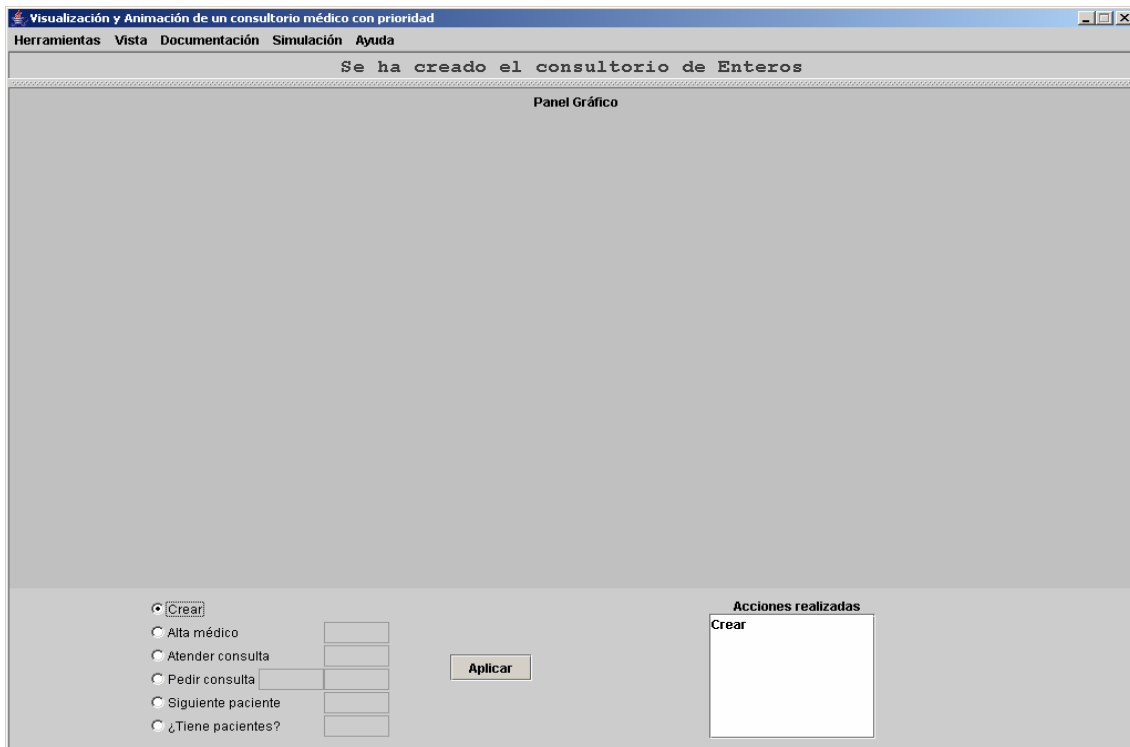 Visualización y Animación de un consultorio médico con prioridad
Herramientas Vista Documentación Simulación Ayuda
Se ha creado el consultorio de Enteros
Panel Gráfico
Crear
Alta médico
Atender consulta
Pedir consulta
Siguiente paciente
¿Tiene pacientes?
Aplicar
Acciones realizadas
Crear